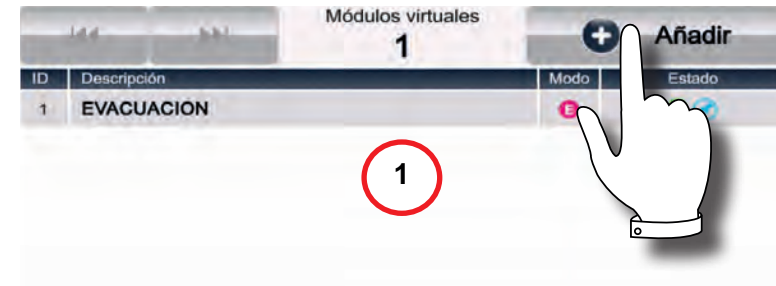 Módulos virtuales
1
Añadir
ID Descripción Modo Estado
1 EVACUACION E
1